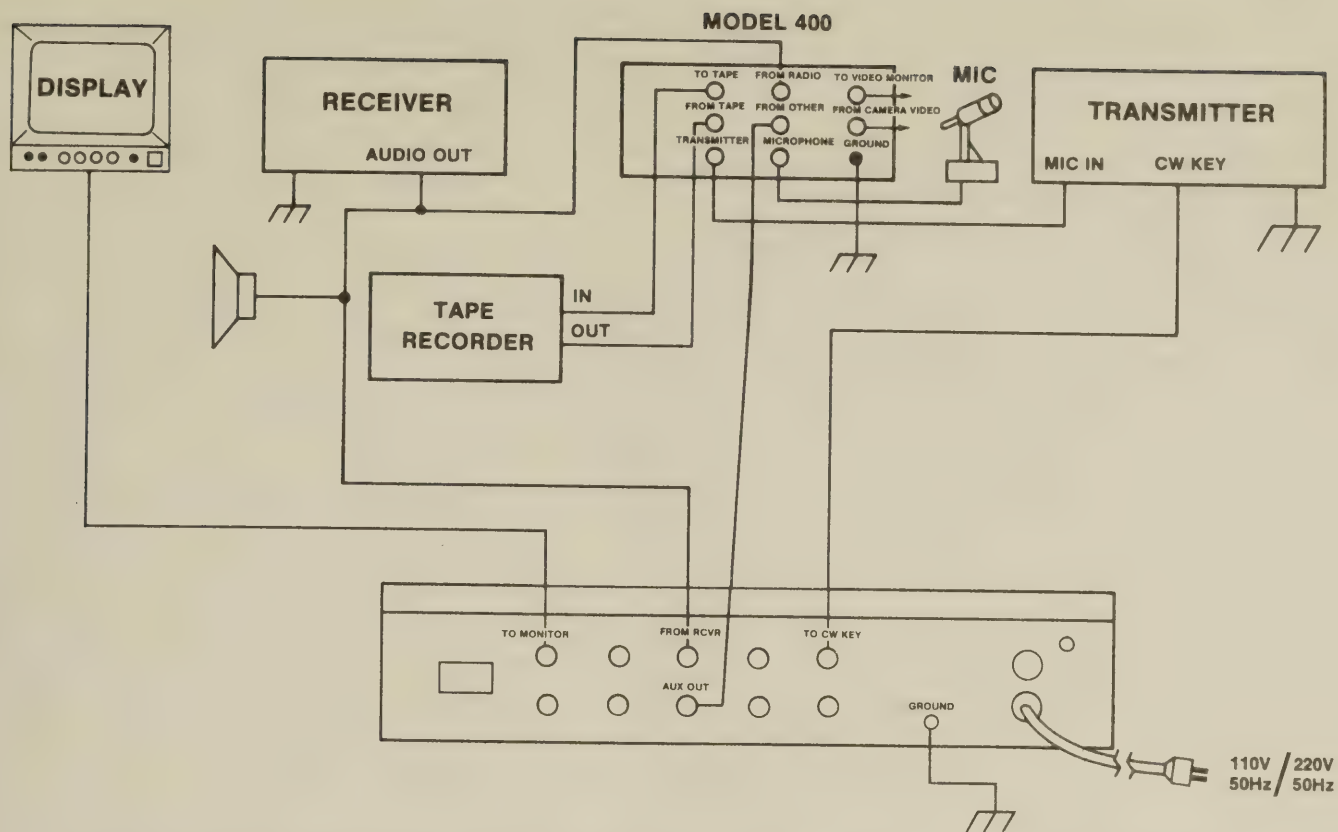 MODEL 400
DISPLAY
RECEIVER
AUDIO OUT
TO TAPE
FROM RADIO
TO VIDEO MONITOR
FROM TAPE
FROM OTHER
FROM CAMERA VIDEO
TRANSMITTER
MICROPHONE
GROUND
MIC
TRANSMITTER
MIC IN
CW KEY
TAPE
RECORDER
IN
OUT
TO MONITOR
FROM RCVR
TO CW KEY
AUX OUT
GROUND
110V / 220V
50Hz / 50Hz